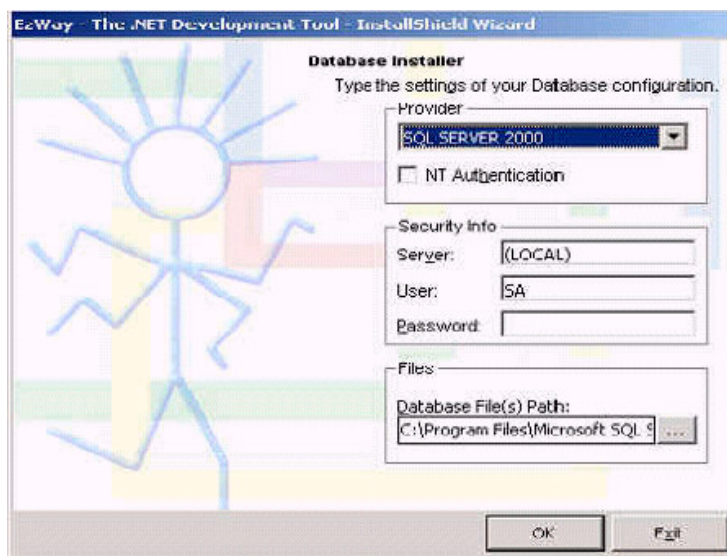 EzWay - The .NET Development Tool - InstallShield Wizard
Database Installer
Type the settings of your Database configuration.
Provider
SQL SERVER 2000
NT Authentication
Security Info
Server:
(LOCAL)
User:
SA
Password:
Files
Database File(s) Path:
C:\Program Files\Microsoft SQL S
...
OK
Exit